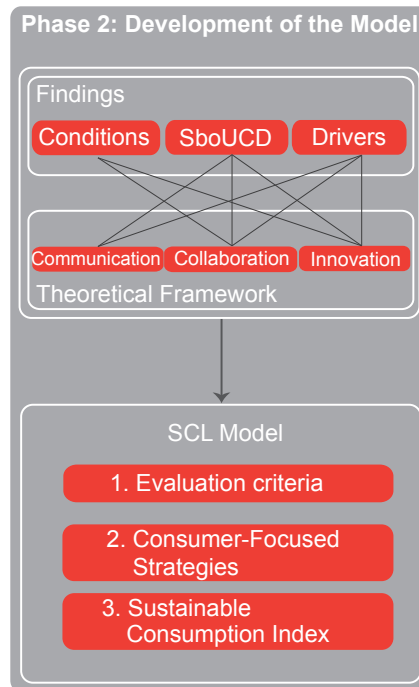 Phase 2: Development of the Model
Findings
Conditions SboUCD Drivers
Communication Collaboration Innovation
Theoretical Framework
SCL Model
1. Evaluation criteria
2. Consumer-Focused
Strategies
3. Sustainable
Consumption Index